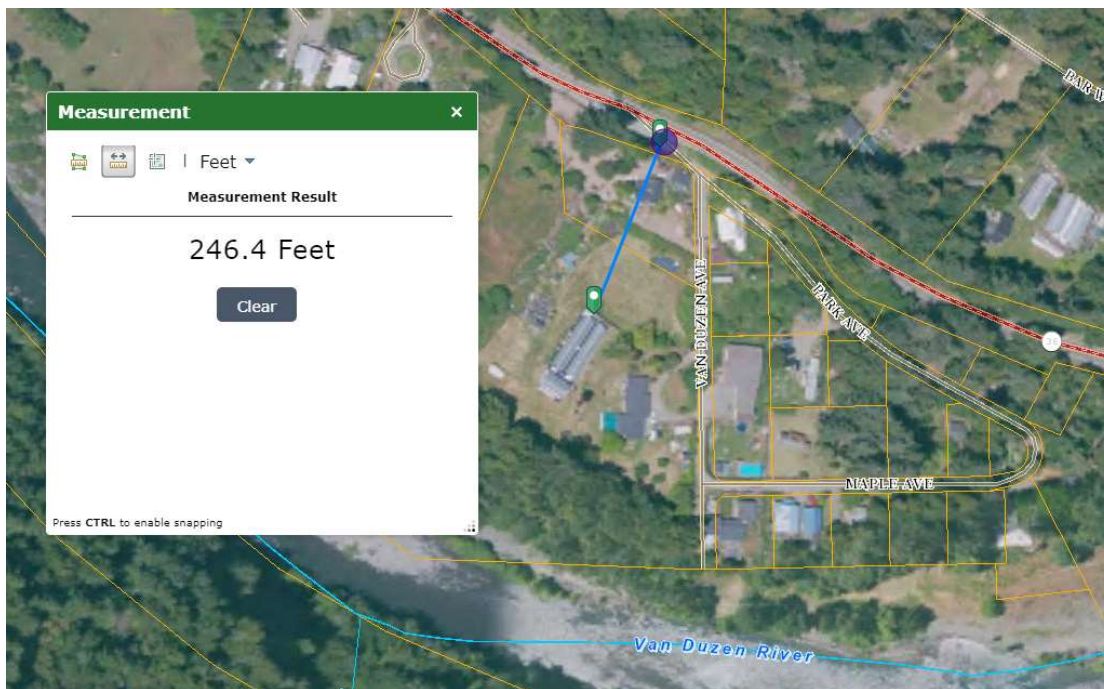 Measurement
Feet
Measurement Result
246.4 Feet
Clear
Press CTRL to enable snapping
BAR W
VAN DUZEN AVE
PARK AVE
36
MAPLE AVE
Van Duzen River